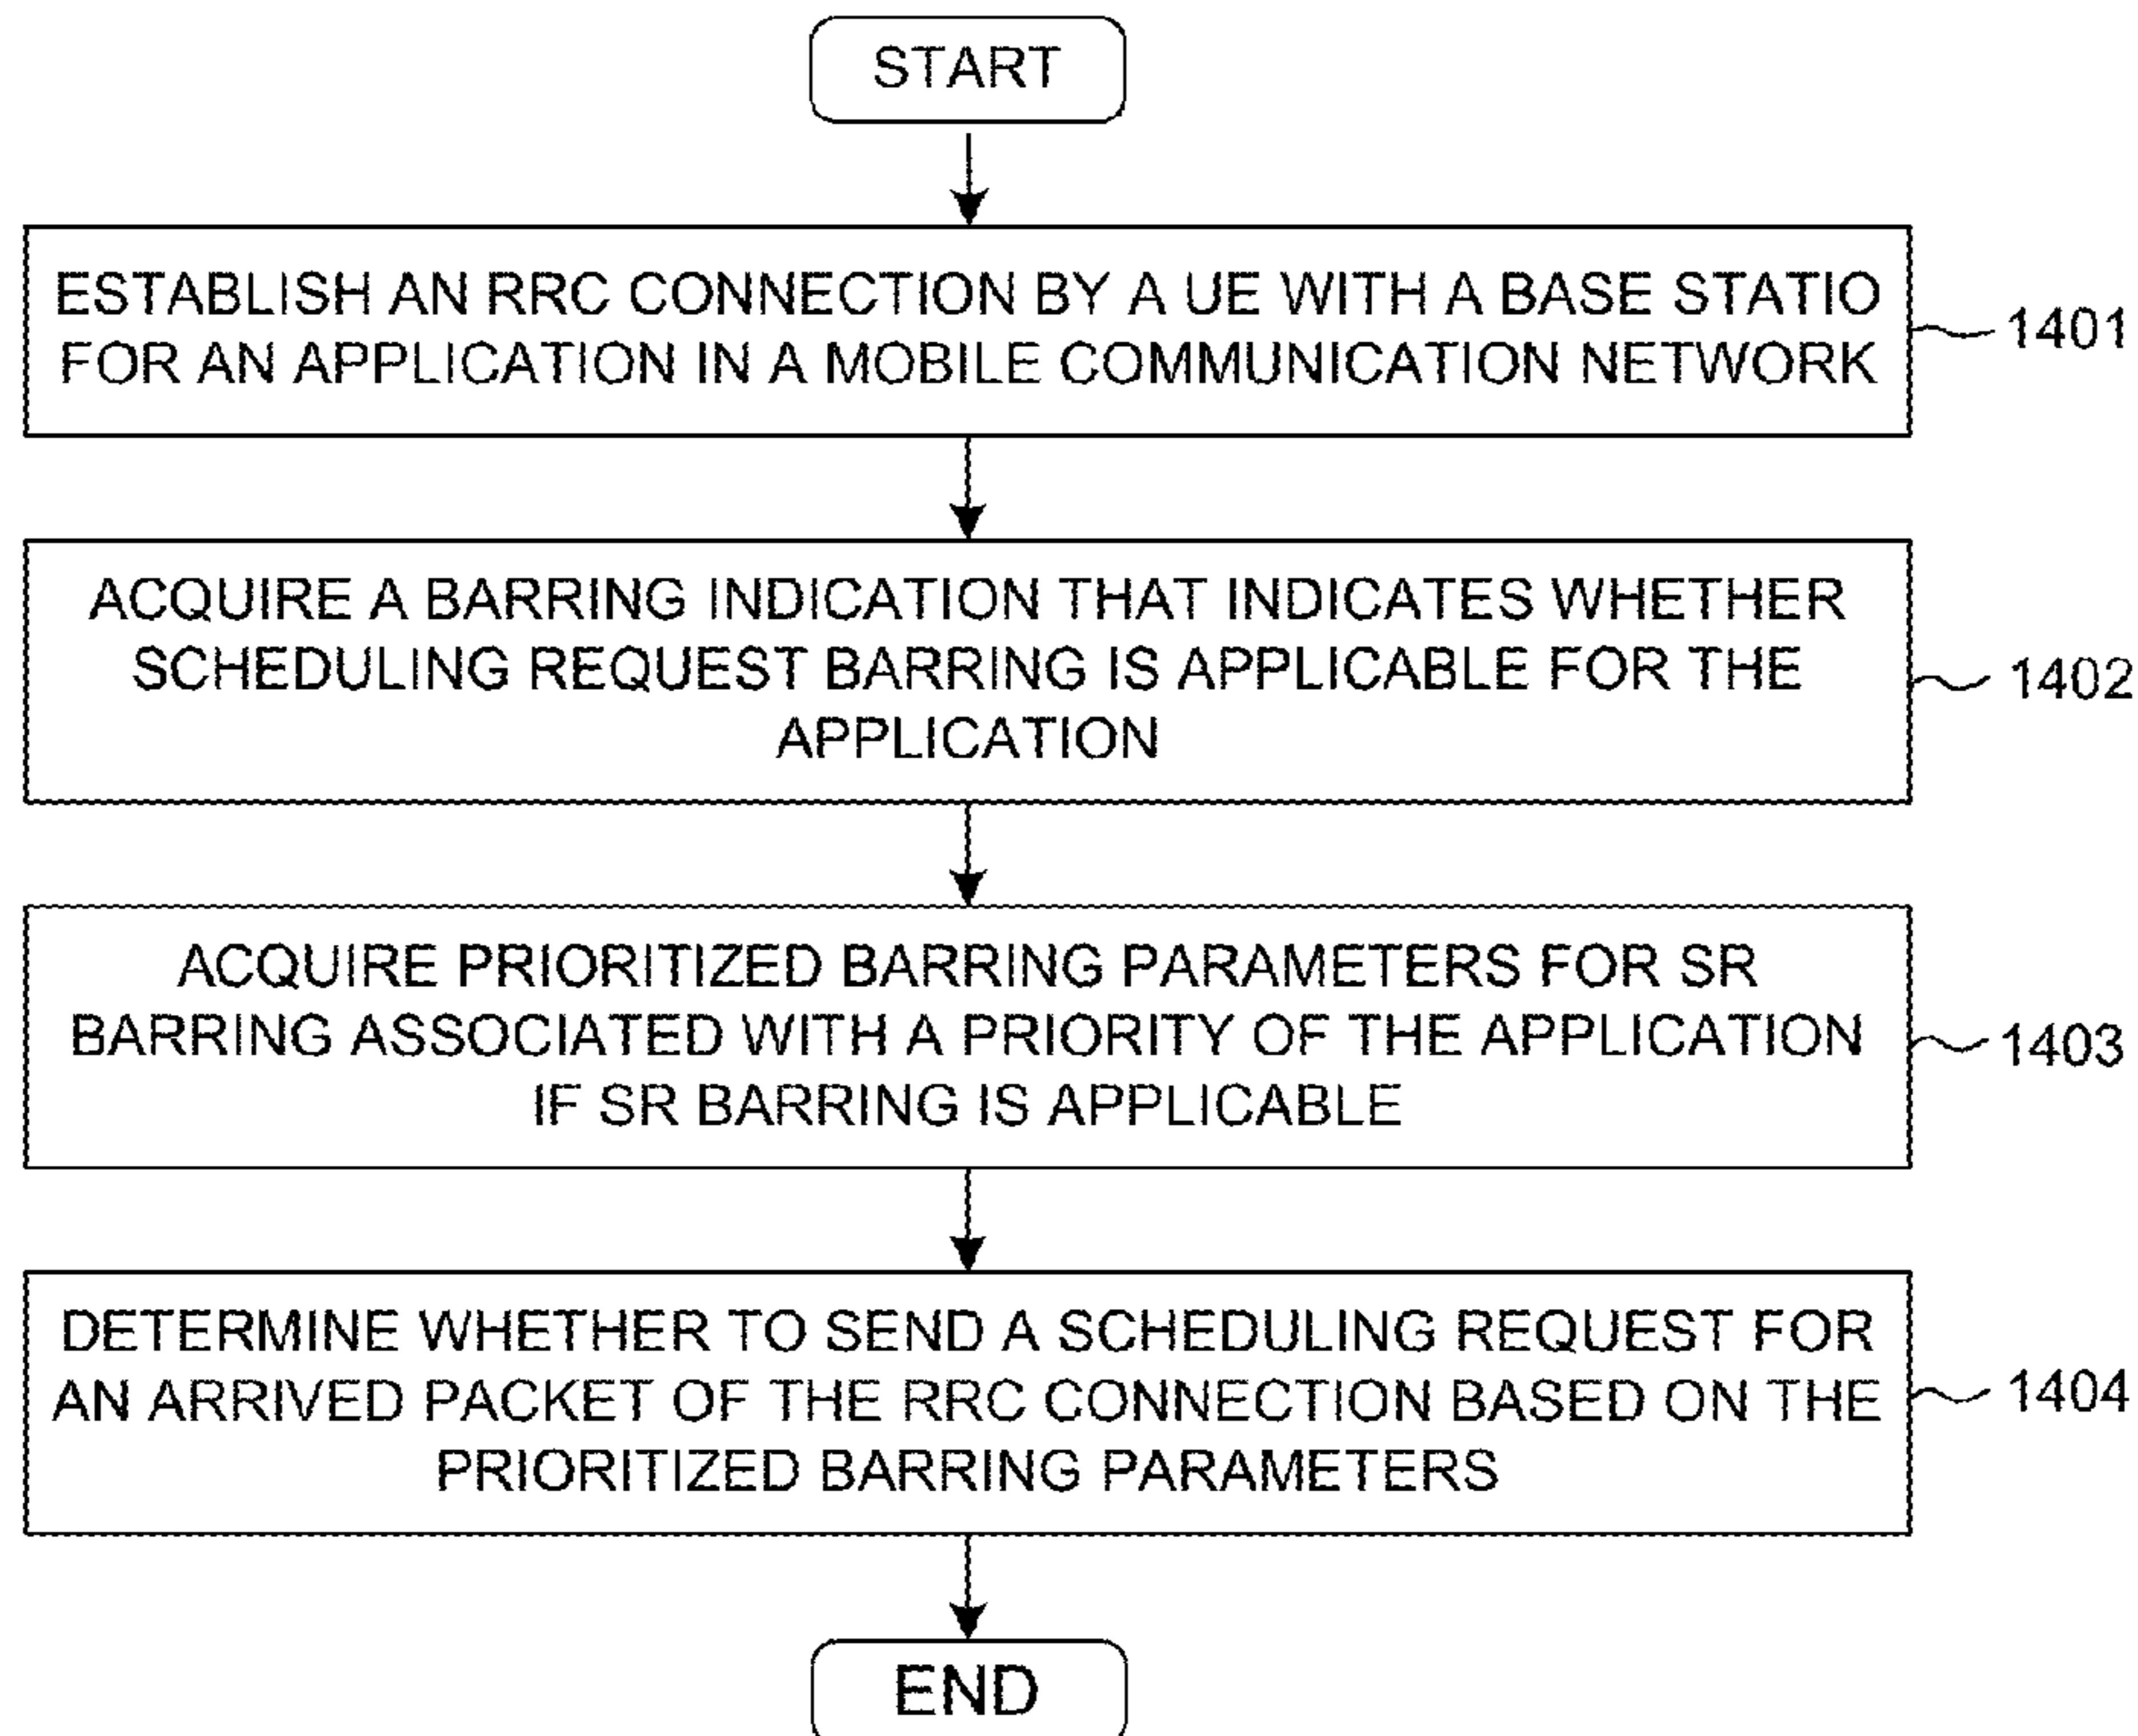 START
ESTABLISH AN RRC CONNECTION BY A UE WITH A BASE STATIO
FOR AN APPLICATION IN A MOBILE COMMUNICATION NETWORK
1401
ACQUIRE A BARRING INDICATION THAT INDICATES WHETHER
SCHEDULING REQUEST BARRING IS APPLICABLE FOR THE
APPLICATION
1402
ACQUIRE PRIORITIZED BARRING PARAMETERS FOR SR
BARRING ASSOCIATED WITH A PRIORITY OF THE APPLICATION
IF SR BARRING IS APPLICABLE
1403
DETERMINE WHETHER TO SEND A SCHEDULING REQUEST FOR
AN ARRIVED PACKET OF THE RRC CONNECTION BASED ON THE
PRIORITIZED BARRING PARAMETERS
1404
END